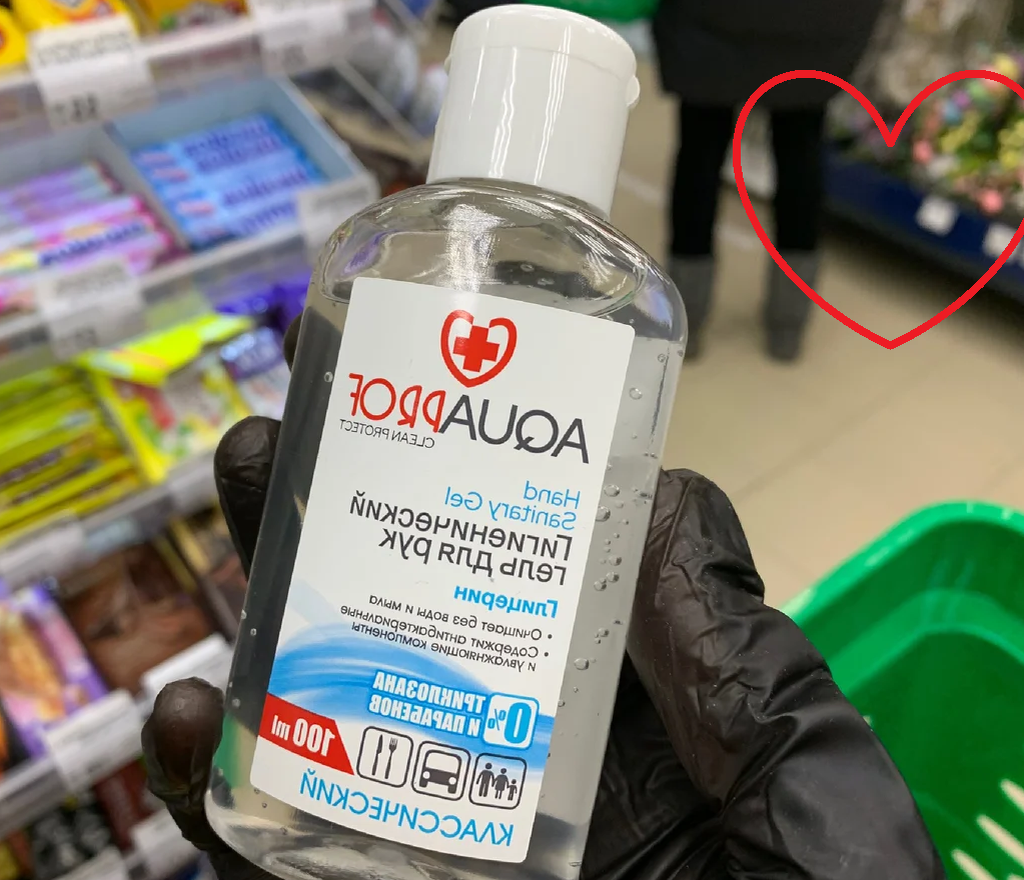 AQUAPROF
CLEAN PROTECT
Hand
Sanitary Gel
Гигиенический
гель для рук
Глицерин
• Очищает без воды и мыла
• Содержит антибактериальные
и увлажняющие компоненты
0% ТРИКЛОЗАНА
И ПАРАБЕНОВ
100 ml
КЛАССИЧЕСКИЙ